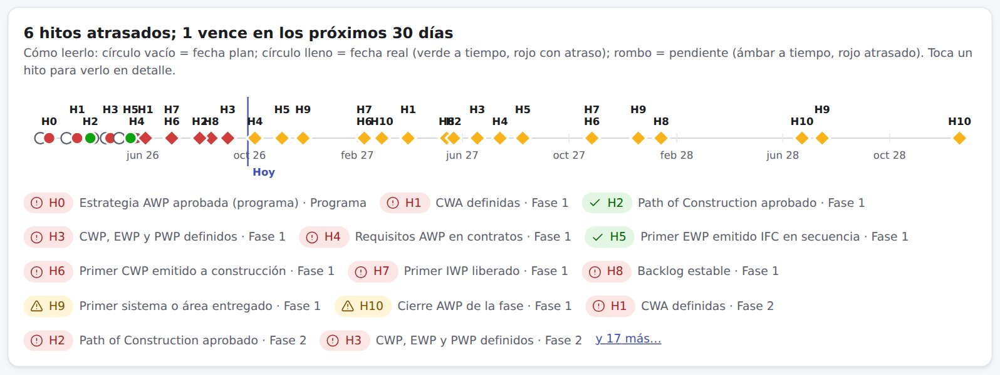 6 hitos atrasados; 1 vence en los próximos 30 días
Cómo leerlo: círculo vacío = fecha plan; círculo lleno = fecha real (verde a tiempo, rojo con atraso); rombo = pendiente (ámbar a tiempo, rojo atrasado). Toca un
hito para verlo en detalle.
H1 H3 H5 H1 H7 H3 H5 H9 H7 H1 H3 H5 H7 H9 H9
H0 H2 H4 H6 H2 H8 H4 H6 H10 H2 H4 H6 H8 H10 H10
jun 26 oct 26 feb 27 jun 27 oct 27 feb 28 jun 28 oct 28
Hoy
H0 Estrategia AWP aprobada (programa) · Programa H1 CWA definidas · Fase 1 H2 Path of Construction aprobado · Fase 1
H3 CWP, EWP y PWP definidos · Fase 1 H4 Requisitos AWP en contratos · Fase 1 H5 Primer EWP emitido IFC en secuencia · Fase 1
H6 Primer CWP emitido a construcción · Fase 1 H7 Primer IWP liberado · Fase 1 H8 Backlog estable · Fase 1
H9 Primer sistema o área entregado · Fase 1 H10 Cierre AWP de la fase · Fase 1 H1 CWA definidas · Fase 2
H2 Path of Construction aprobado · Fase 2 H3 CWP, EWP y PWP definidos · Fase 2 y 17 más...